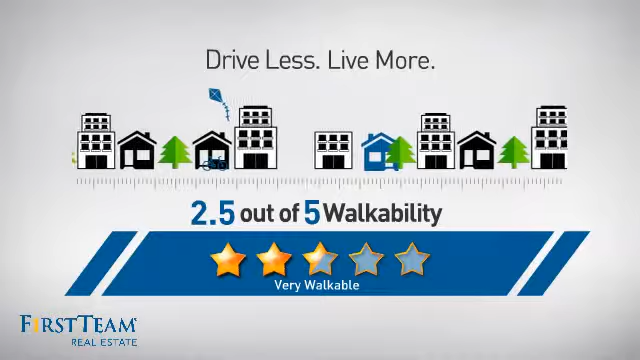 Drive Less. Live More.
2.5 out of 5 Walkability
Very Walkable
FIRSTTEAM®
REAL ESTATE